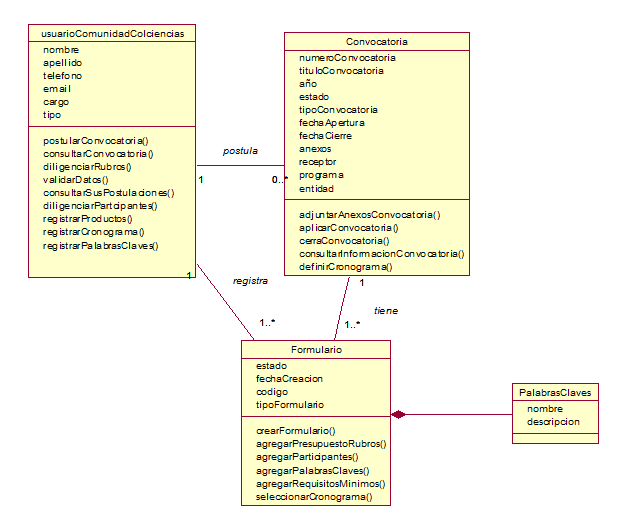 usuarioComunidadColciencias
nombre
apellido
telefono
email
cargo
tipo
postularConvocatoria()
consultarConvocatoria()
diligenciarRubros()
validarDatos()
consultarSusPostulaciones()
diligenciarParticipantes()
registrarProductos()
registrarCronograma()
registrarPalabrasClaves()
1
1
postula
0..*
Convocatoria
numeroConvocatoria
tituloConvocatoria
año
estado
tipoConvocatoria
fechaApertura
fechaCierre
anexos
receptor
programa
entidad
adjuntarAnexosConvocatoria()
aplicarConvocatoria()
cerraConvocatoria()
consultarInformacionConvocatoria()
definirCronograma()
registra
1..*
1
tiene
1..*
Formulario
estado
fechaCreacion
codigo
tipoFormulario
crearFormulario()
agregarPresupuestoRubros()
agregarParticipantes()
agregarPalabrasClaves()
agregarRequisitosMinimos()
seleccionarCronograma()
PalabrasClaves
nombre
descripcion